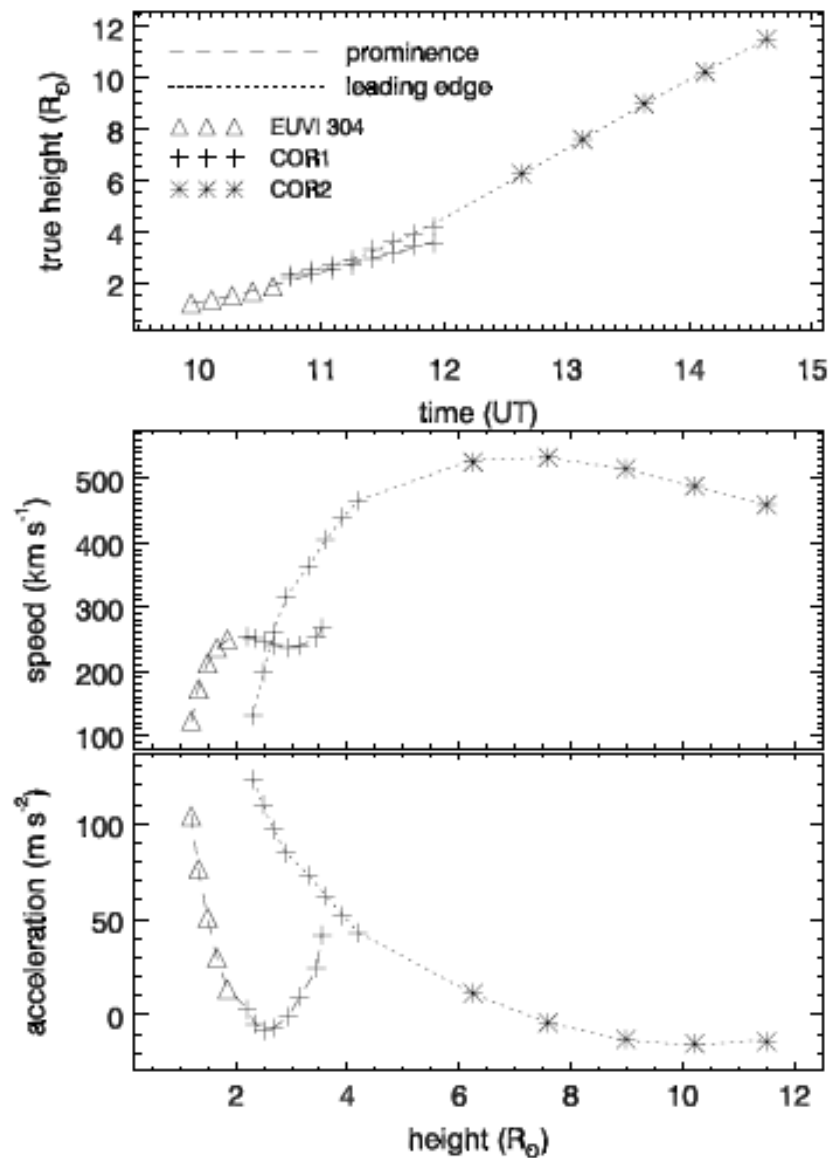 12
10
8
6
4
2
true height (R⊙)
prominence
leading edge
EUVI 304
COR1
COR2
10 11 12 13 14 15
time (UT)
500
400
300
200
100
speed (km s⁻¹)
100
50
0
acceleration (m s⁻²)
2 4 6 8 10 12
height (R⊙)